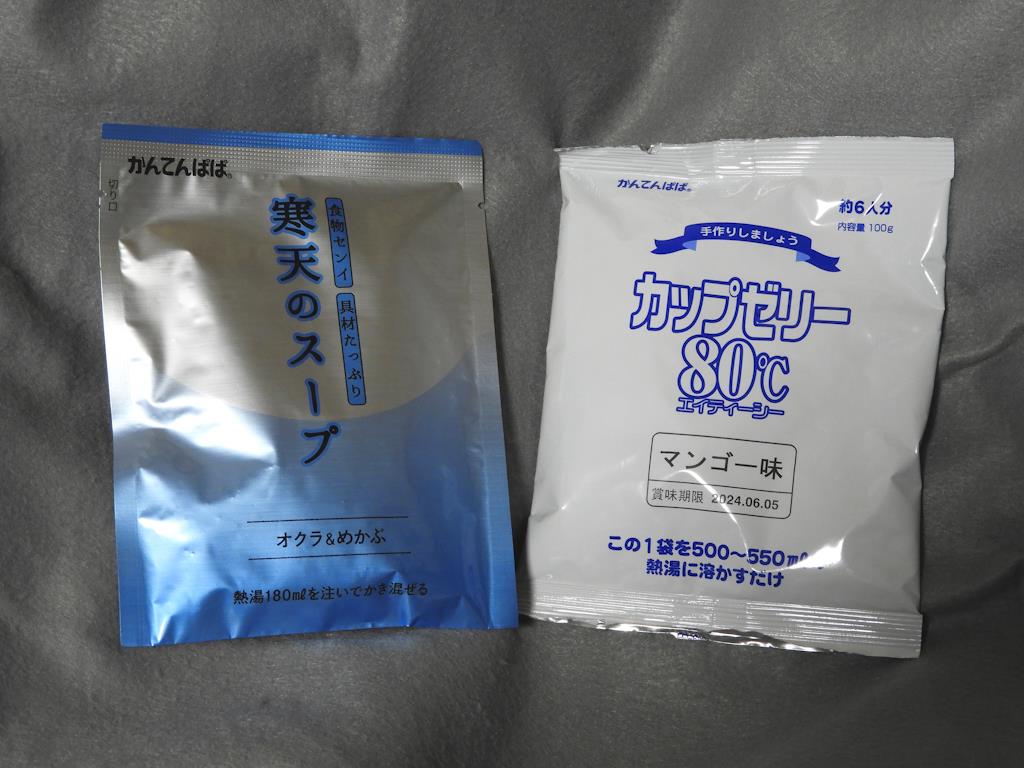 かんてんぱぱ®
切り口
寒天のスープ
食物センイ
具材たっぷり
オクラ&めかぶ
熱湯180mlを注いでかき混ぜる
かんてんぱぱ®
約6人分
内容量 100g
手作りしましょう
カップゼリー
80℃
エイティーシー
マンゴー味
賞味期限 2024.06.05
この1袋を500〜550mlの
熱湯に溶かすだけ